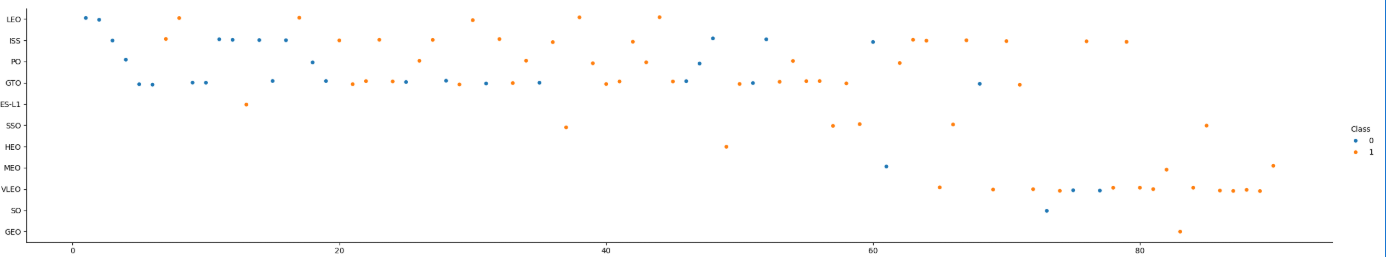 LEO
ISS
PO
GTO
ES-L1
SSO
HEO
MEO
VLEO
SO
GEO
0 20 40 60 80
Class
0
1